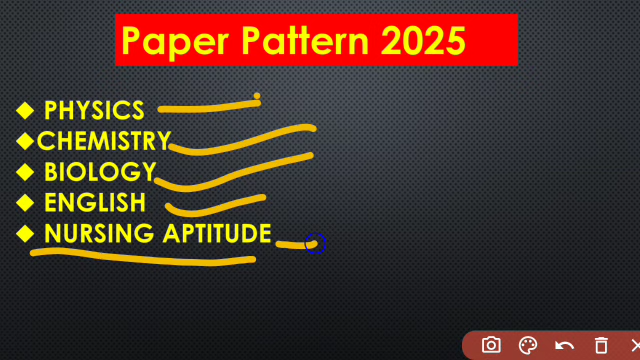 Paper Pattern 2025
PHYSICS
CHEMISTRY
BIOLOGY
ENGLISH
NURSING APTITUDE